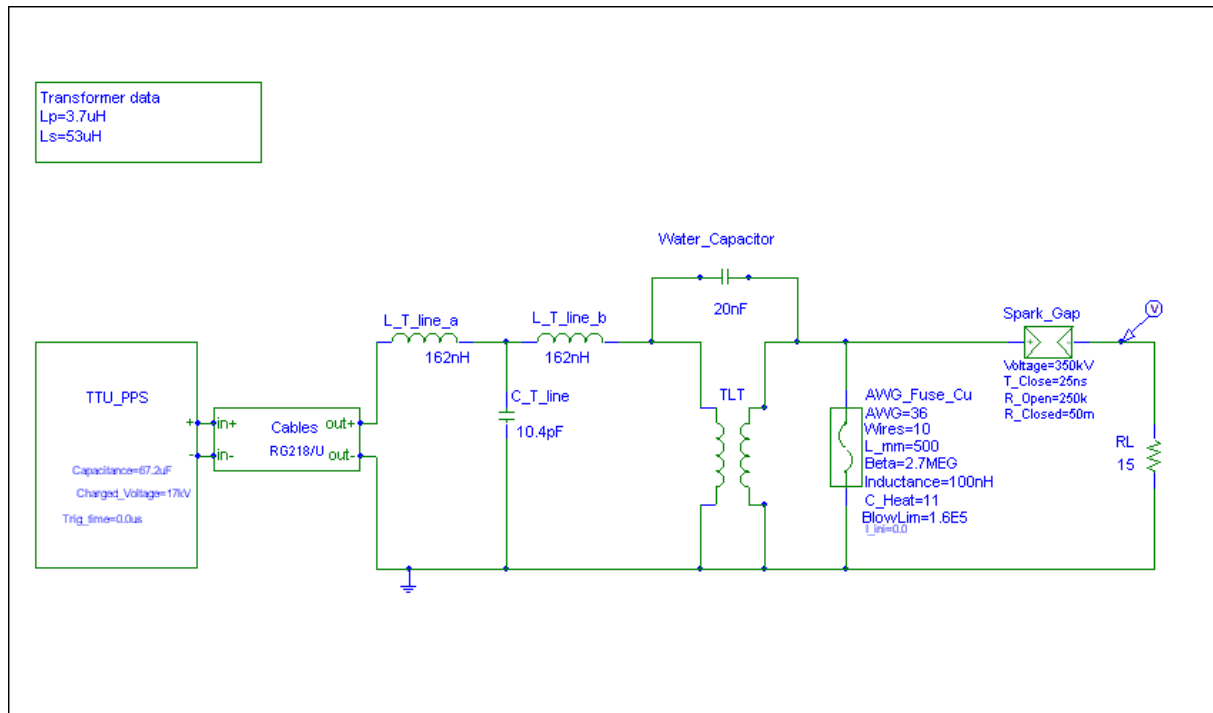 Transformer data
Lp=3.7uH
Ls=53uH
Water_Capacitor
20nF
L_T_line_a
162nH
L_T_line_b
162nH
Spark_Gap
+ -
Voltage=350kV
T_Close=25ns
R_Open=250k
R_Closed=50m
V
TTU_PPS
+
-
Capacitance=67.2uF
Charged_Voltage=17kV
Trig_time=0.0us
in+
in-
Cables
RG218/U
out+
out-
C_T_line
10.4pF
TLT
AWG_Fuse_Cu
AWG=36
Wires=10
L_mm=500
Beta=2.7MEG
Inductance=100nH
C_Heat=11
BlowLim=1.6E5
I_ini=0.0
RL
15